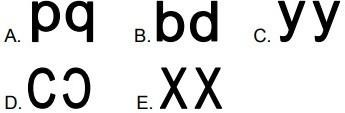 A. pq B. bd C. yy
D. CƆ E. XX